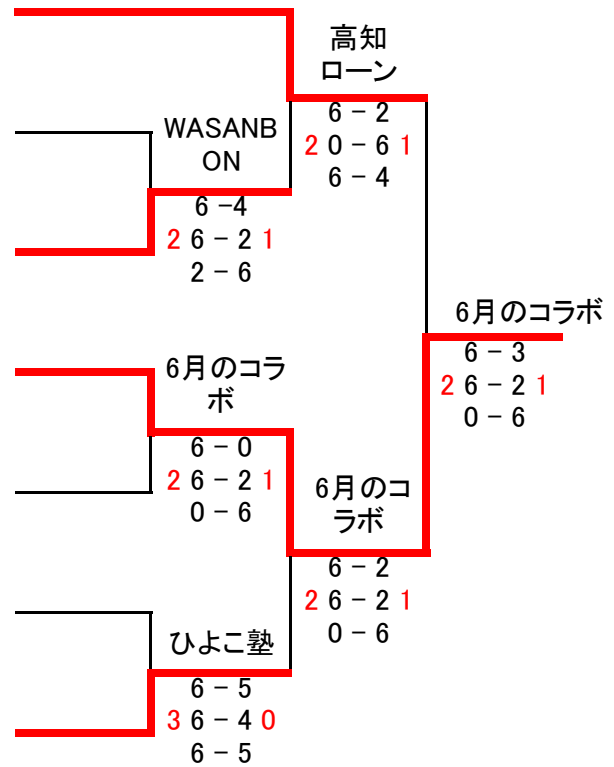 高知
ローン
6 − 2
2 0 − 6 1
6 − 4
WASANB
ON
6 −4
2 6 − 2 1
2 − 6
6月のコラボ
6 − 3
2 6 − 2 1
0 − 6
6月のコラ
ボ
6 − 0
2 6 − 2 1
0 − 6
6月のコ
ラボ
6 − 2
2 6 − 2 1
0 − 6
ひよこ塾
6 − 5
3 6 − 4 0
6 − 5